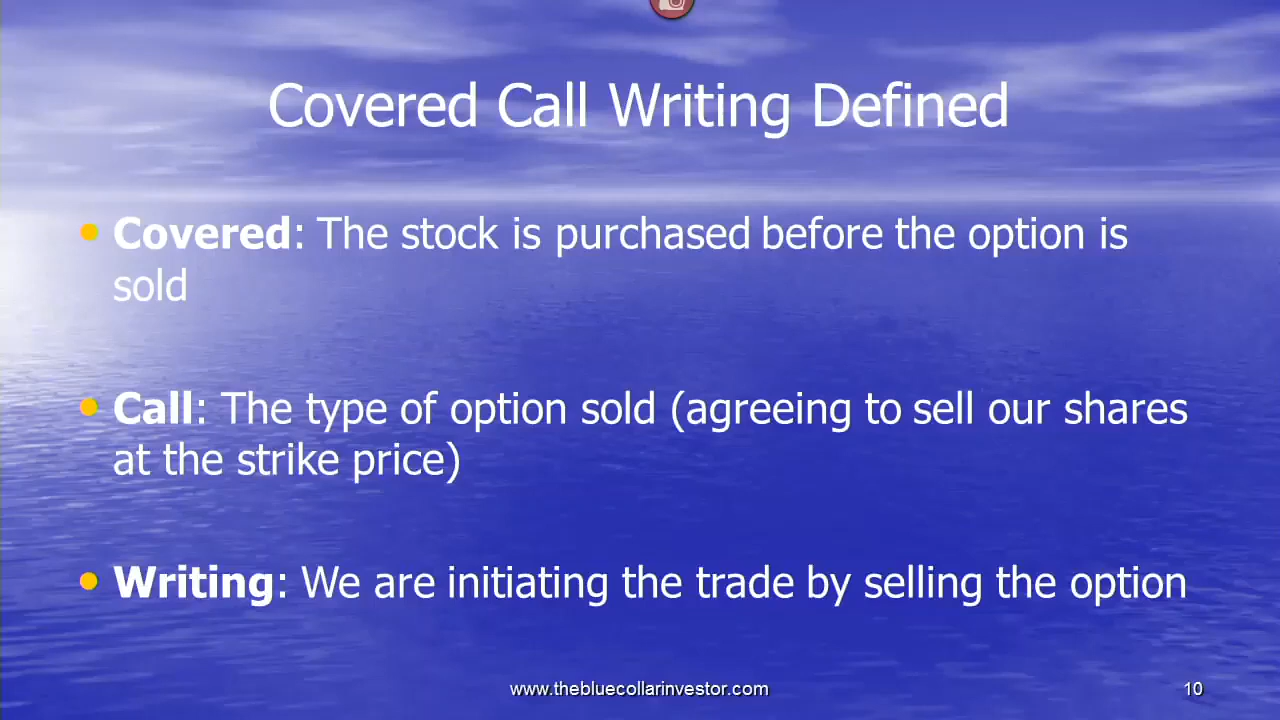 Covered Call Writing Defined
Covered: The stock is purchased before the option is
sold
Call: The type of option sold (agreeing to sell our shares
at the strike price)
Writing: We are initiating the trade by selling the option
www.thebluecollarinvestor.com
10